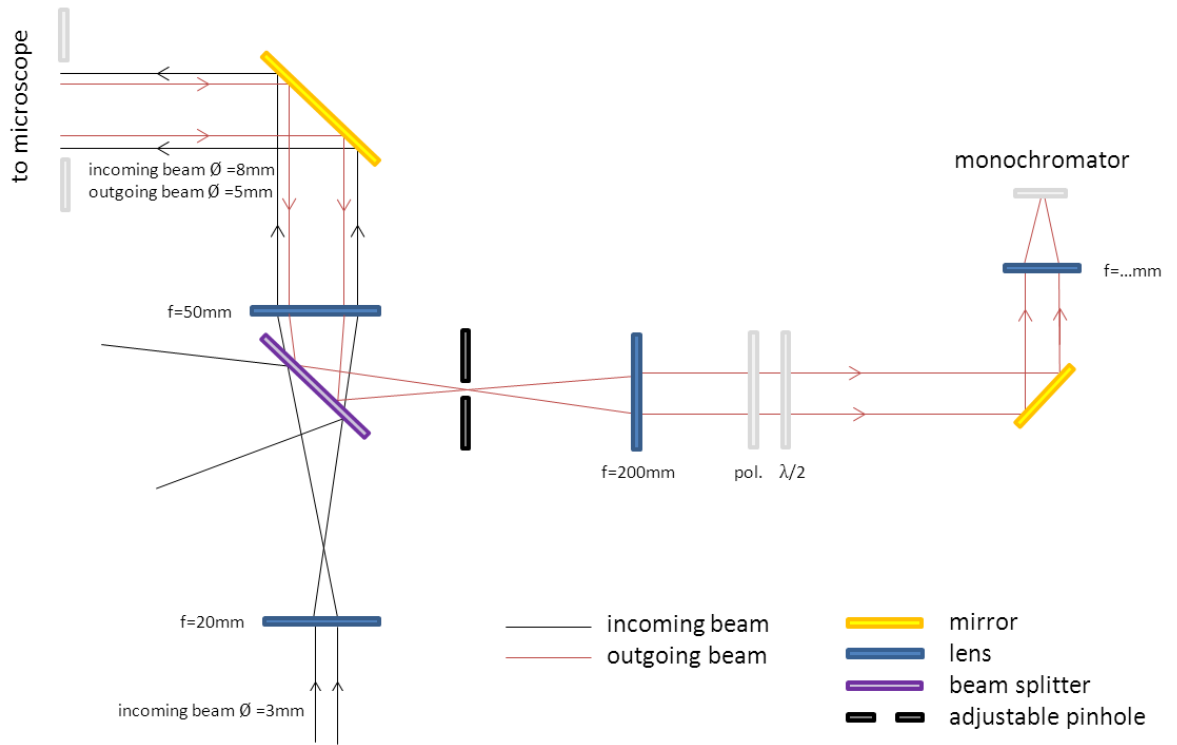 to microscope
incoming beam Ø =8mm
outgoing beam Ø =5mm
monochromator
f=...mm
f=50mm
f=200mm
pol.
λ/2
f=20mm
incoming beam Ø =3mm
incoming beam
outgoing beam
mirror
lens
beam splitter
adjustable pinhole